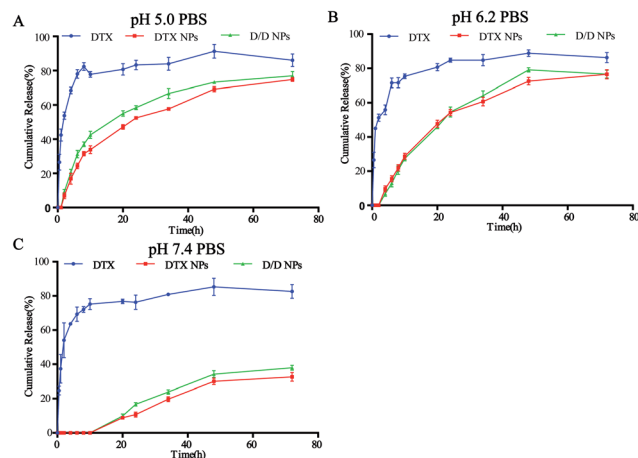 A
pH 5.0 PBS
DTX DTX NPs D/D NPs
Cumulative Release(%)
100
80
60
40
20
0
0 20 40 60 80
Time(h)
B
pH 6.2 PBS
DTX DTX NPs D/D NPs
Cumulative Release(%)
100
80
60
40
20
0
0 20 40 60 80
Time(h)
C
pH 7.4 PBS
DTX DTX NPs D/D NPs
Cumulative Release(%)
100
80
60
40
20
0
0 20 40 60 80
Time(h)